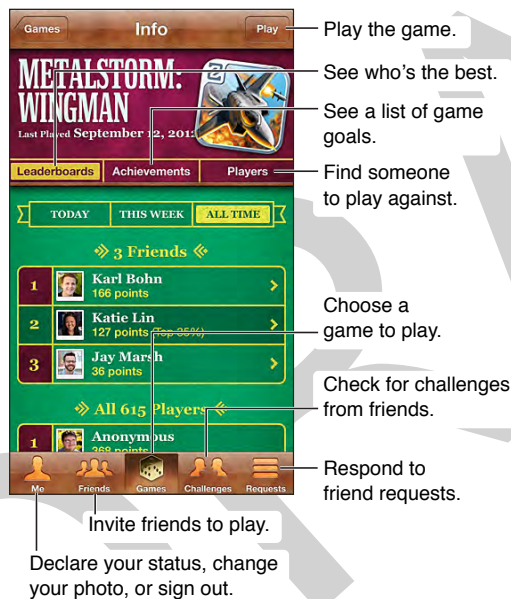 Games
Info
Play
Play the game.
METALSTORM:
WINGMAN
Last Played September 12, 201
See who's the best.
See a list of game
goals.
Leaderboards
Achievements
Players
Find someone
to play against.
TODAY
THIS WEEK
ALL TIME
3 Friends
1
Karl Bohn
166 points
2
Katie Lin
127 points (Top 35%)
3
Jay Marsh
36 points
Choose a
game to play.
All 615 Players
1
Anonymous
368 points
Check for challenges
from friends.
Me
Friends
Games
Challenges
Requests
Respond to
friend requests.
Invite friends to play.
Declare your status, change
your photo, or sign out.